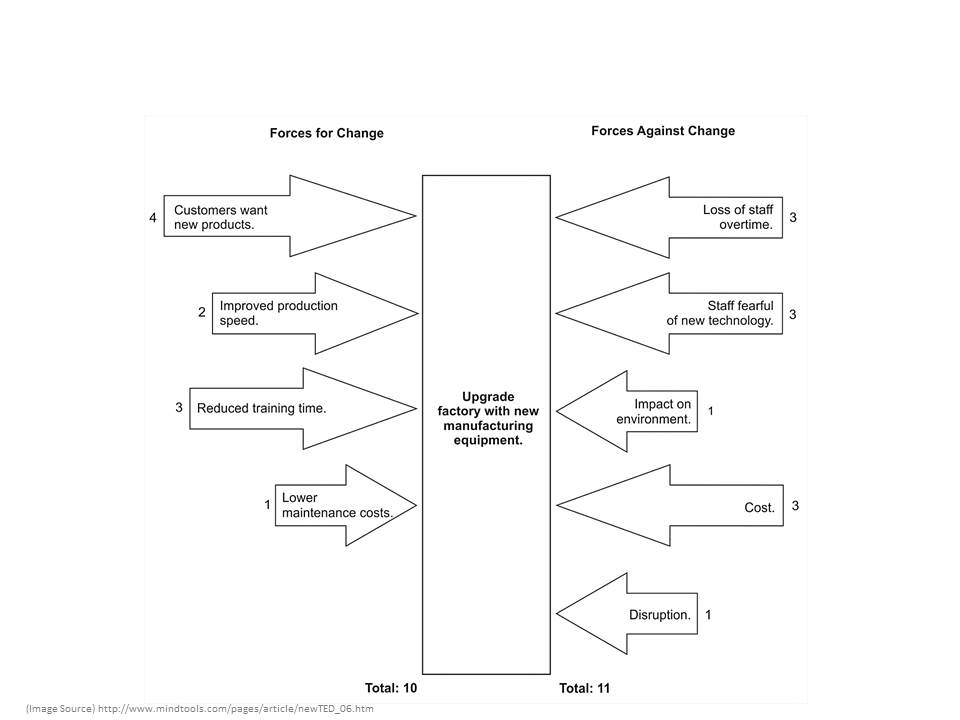 Forces for Change
Forces Against Change
4
Customers want
new products.
Loss of staff
overtime.
3
2
Improved production
speed.
Staff fearful
of new technology.
3
3
Reduced training time.
Upgrade
factory with new
manufacturing
equipment.
Impact on
environment.
1
1
Lower
maintenance costs.
Cost.
3
Disruption.
1
Total: 10
Total: 11
(Image Source) http://www.mindtools.com/pages/article/newTED_06.htm